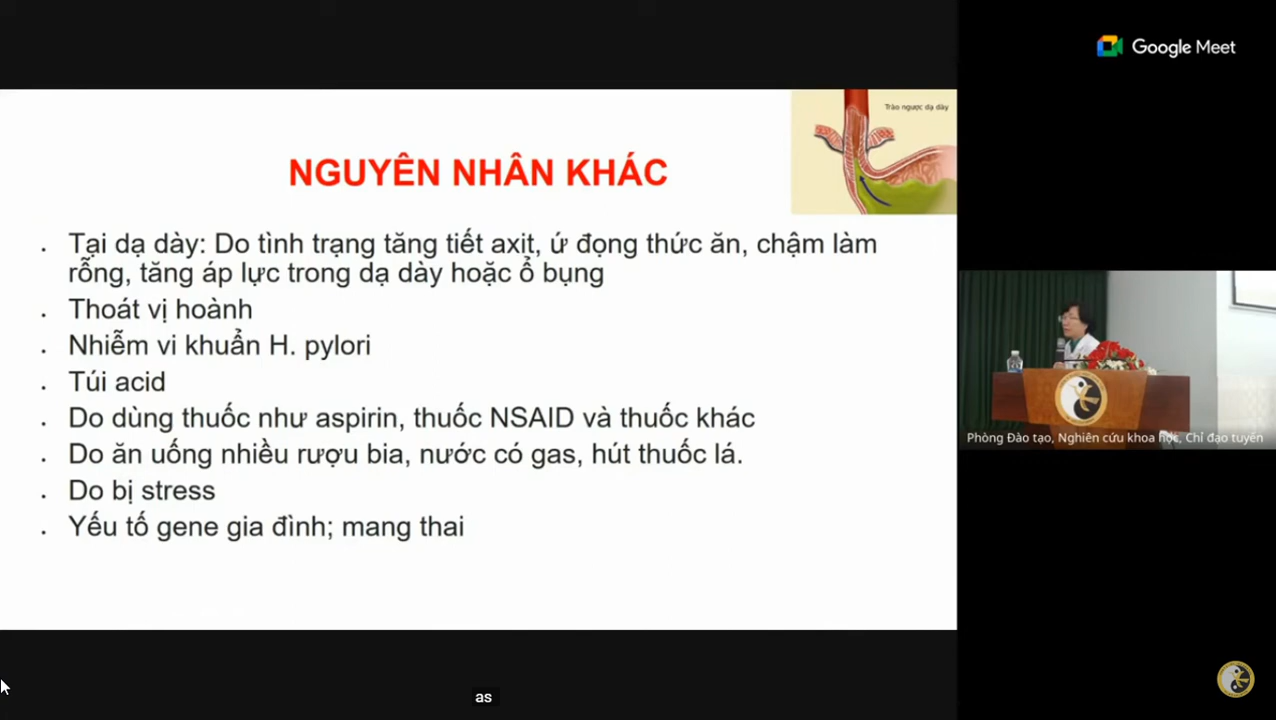 Google Meet
Trào ngược dạ dày
NGUYÊN NHÂN KHÁC
• Tại dạ dày: Do tình trạng tăng tiết axit, ứ đọng thức ăn, chậm làm
rỗng, tăng áp lực trong dạ dày hoặc ổ bụng
• Thoát vị hoành
• Nhiễm vi khuẩn H. pylori
• Túi acid
• Do dùng thuốc như aspirin, thuốc NSAID và thuốc khác
• Do ăn uống nhiều rượu bia, nước có gas, hút thuốc lá.
• Do bị stress
• Yếu tố gene gia đình; mang thai
Phòng Đào tạo, Nghiên cứu khoa học, Chỉ đạo tuyến
as